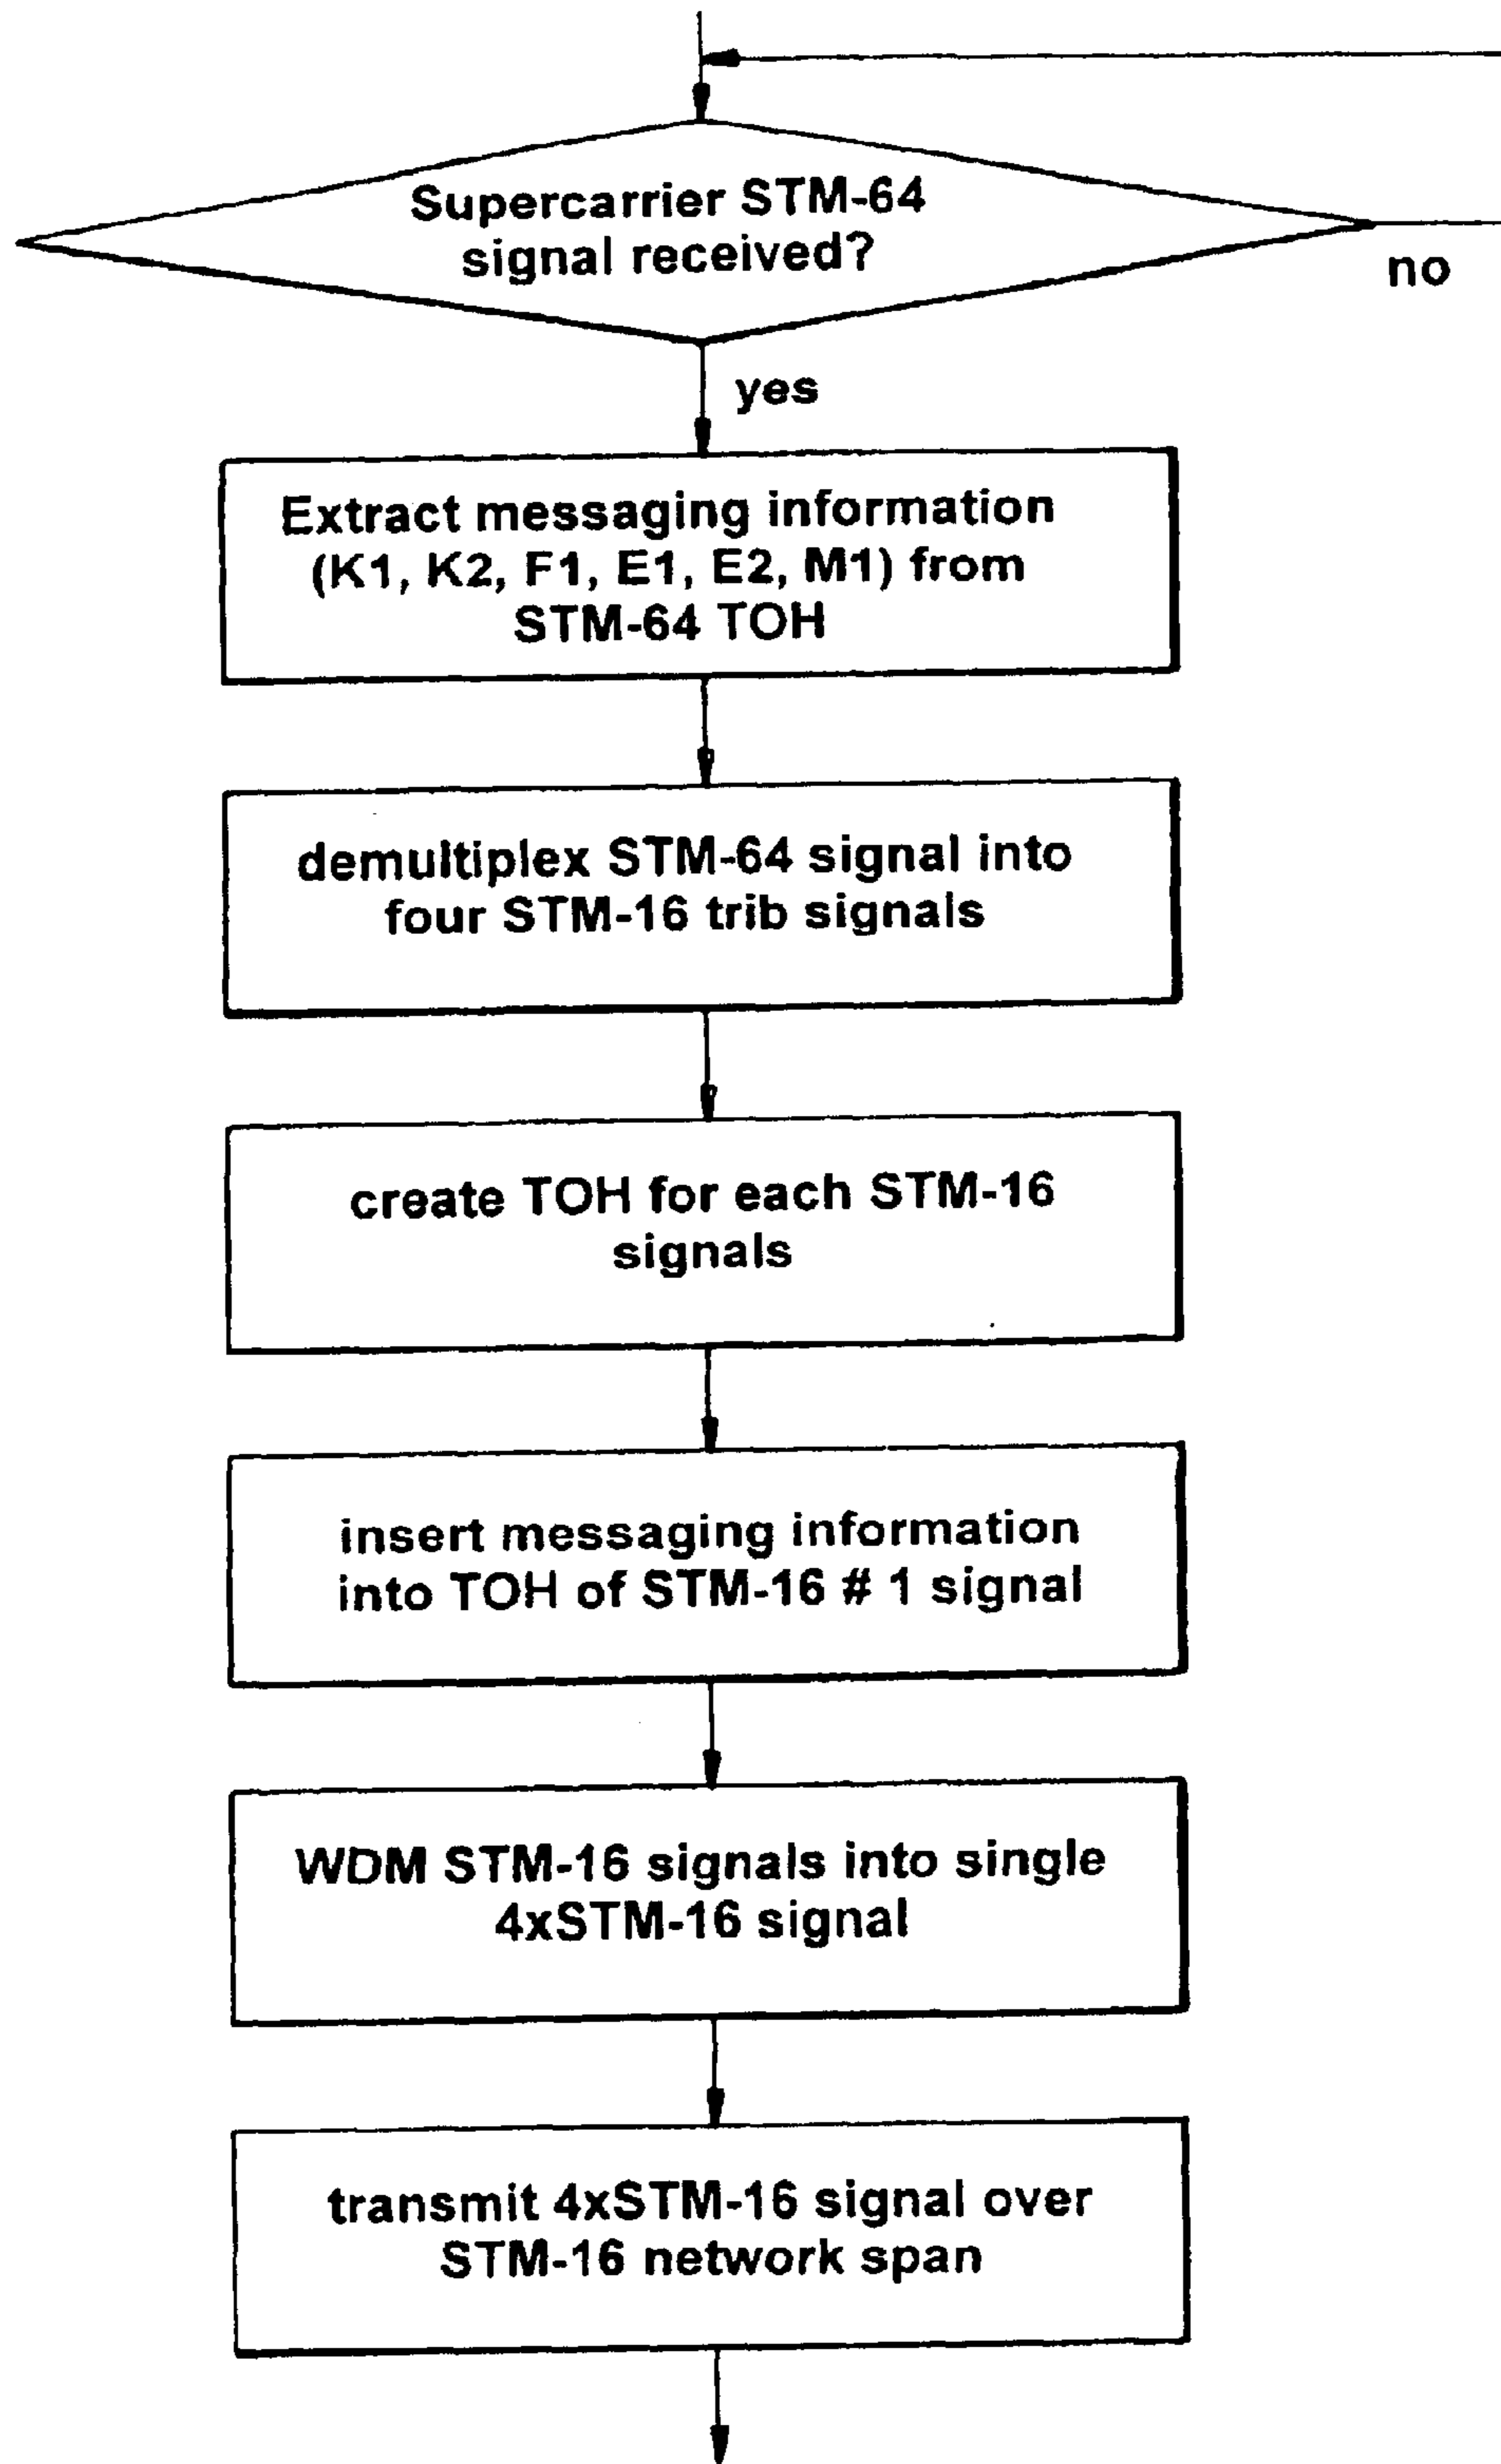 Supercarrier STM-64
signal received?
no
yes
Extract messaging information
(K1, K2, F1, E1, E2, M1) from
STM-64 TOH
demultiplex STM-64 signal into
four STM-16 trib signals
create TOH for each STM-16
signals
insert messaging information
into TOH of STM-16 # 1 signal
WDM STM-16 signals into single
4xSTM-16 signal
transmit 4xSTM-16 signal over
STM-16 network span